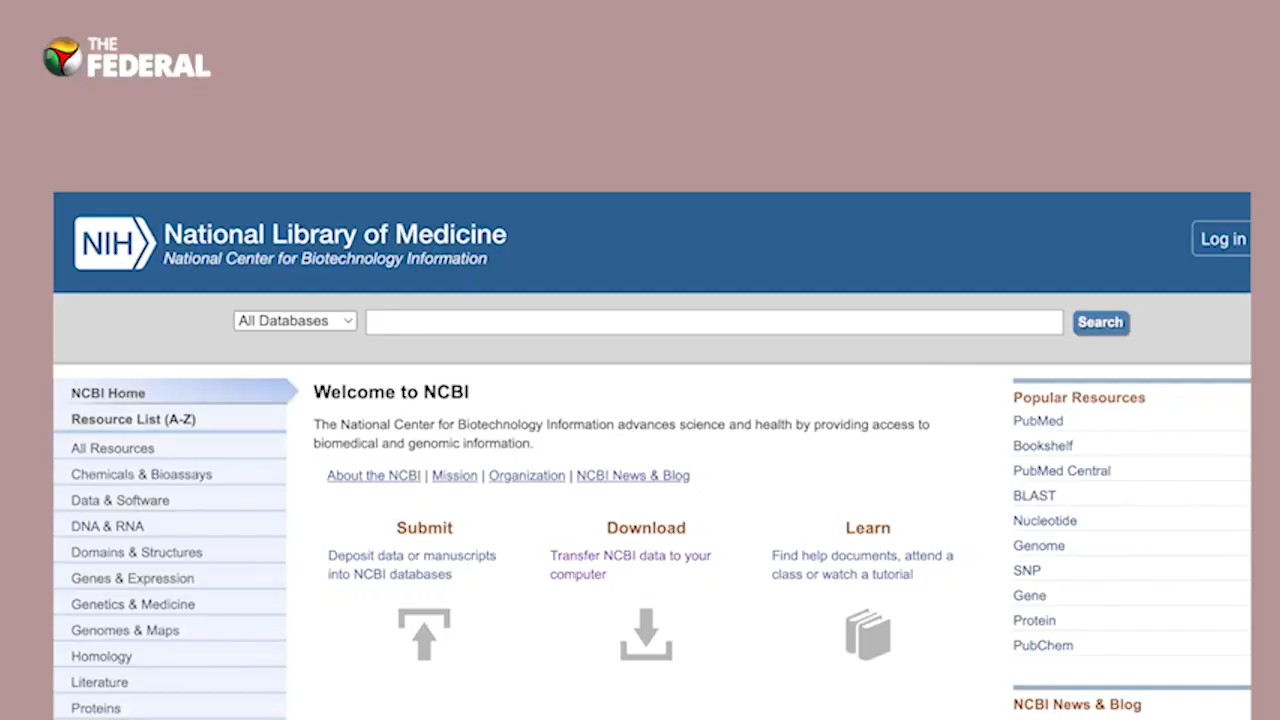 THE
FEDERAL
NIH
National Library of Medicine
National Center for Biotechnology Information
Log in
All Databases
Search
NCBI Home
Resource List (A-Z)
All Resources
Chemicals & Bioassays
Data & Software
DNA & RNA
Domains & Structures
Genes & Expression
Genetics & Medicine
Genomes & Maps
Homology
Literature
Proteins
Welcome to NCBI
The National Center for Biotechnology Information advances science and health by providing access to
biomedical and genomic information.
About the NCBI | Mission | Organization | NCBI News & Blog
Submit
Deposit data or manuscripts
into NCBI databases
Download
Transfer NCBI data to your
computer
Learn
Find help documents, attend a
class or watch a tutorial
Popular Resources
PubMed
Bookshelf
PubMed Central
BLAST
Nucleotide
Genome
SNP
Gene
Protein
PubChem
NCBI News & Blog